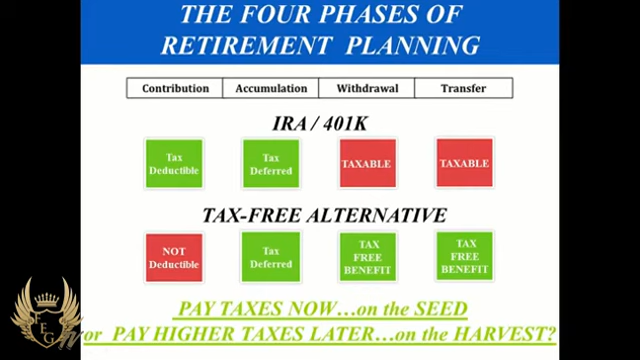 THE FOUR PHASES OF
RETIREMENT PLANNING
Contribution Accumulation Withdrawal Transfer
IRA / 401K
Tax Deductible Tax Deferred TAXABLE TAXABLE
TAX-FREE ALTERNATIVE
NOT Deductible Tax Deferred TAX FREE BENEFIT TAX FREE BENEFIT
PAY TAXES NOW…on the SEED
or PAY HIGHER TAXES LATER…on the HARVEST?